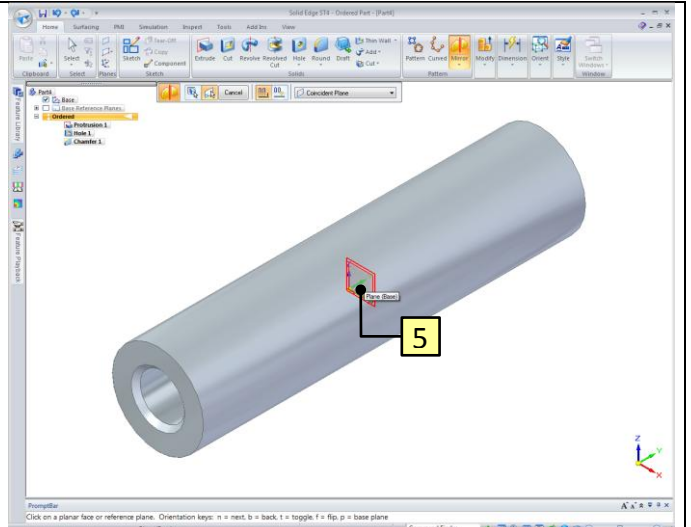 Solid Edge ST4 - Ordered Part - [Part4]
Home Surfacing PMI Simulation Inspect Tools Add Ins View
Tear-Off
Copy
Component
Thin Wall
Add
Cut
Paste Select Sketch Extrude Cut Revolve Revolved Cut Hole Round Draft Pattern Curved Mirror Modify Dimension Orient Style Switch Windows
Clipboard Select Planes Sketch Solids Pattern Window
Part4
Base
Base Reference Planes
Ordered
Protrusion 1
Hole 1
Chamfer 1
Cancel Coincident Plane
Feature Library
Feature Playback
Plane (Base)
5
Z
Y
X
PromptBar
Click on a planar face or reference plane. Orientation keys: n = next, b = back, t = toggle, f = flip, p = base plane